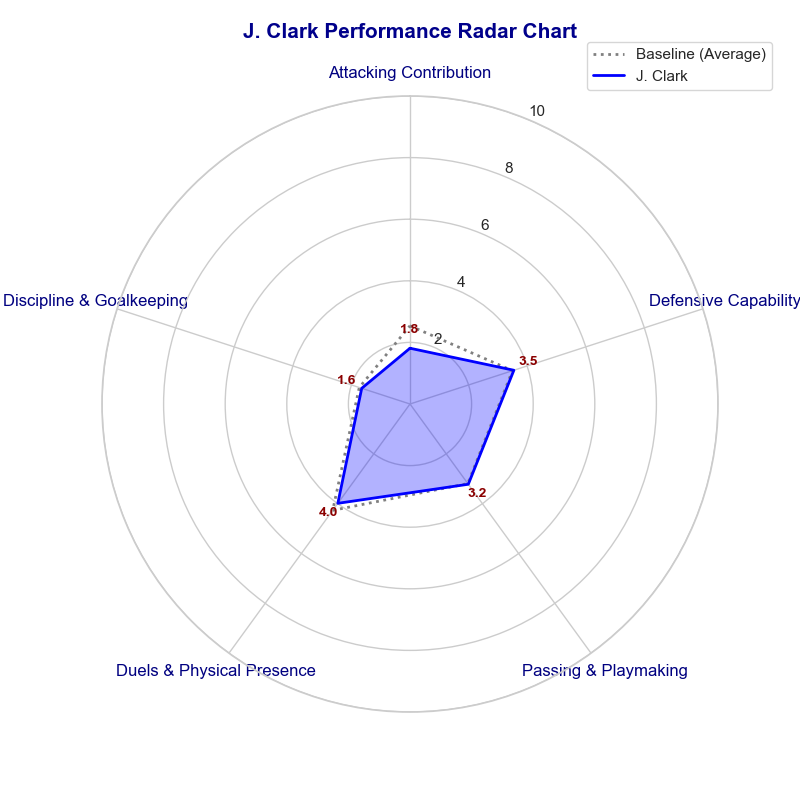 J. Clark Performance Radar Chart
Baseline (Average)
J. Clark
Attacking Contribution
10
8
6
4
2
1.8
Discipline & Goalkeeping
Defensive Capability
3.5
1.6
3.2
4.0
Duels & Physical Presence
Passing & Playmaking